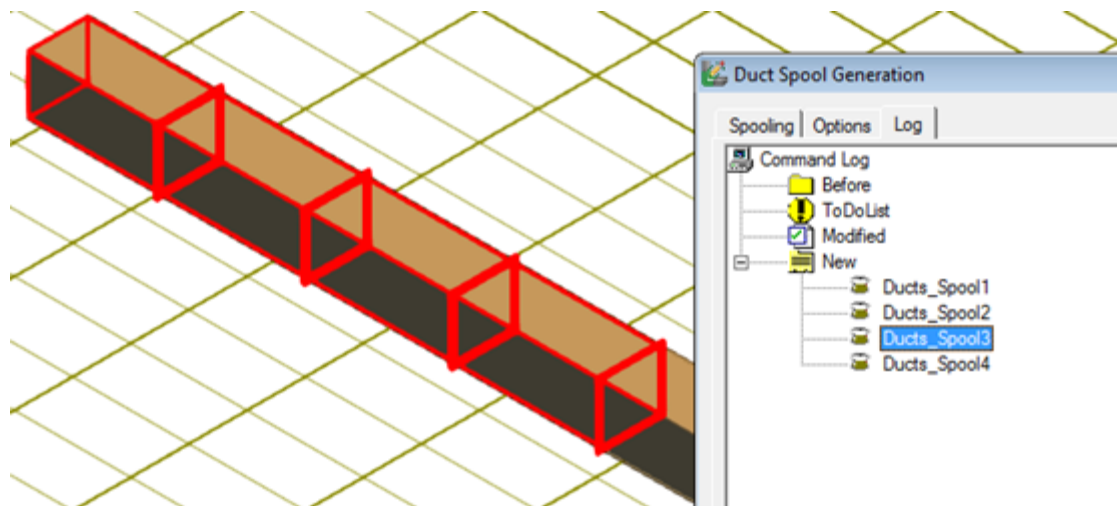 Duct Spool Generation
Spooling Options Log
Command Log
Before
ToDoList
Modified
New
Ducts_Spool1
Ducts_Spool2
Ducts_Spool3
Ducts_Spool4